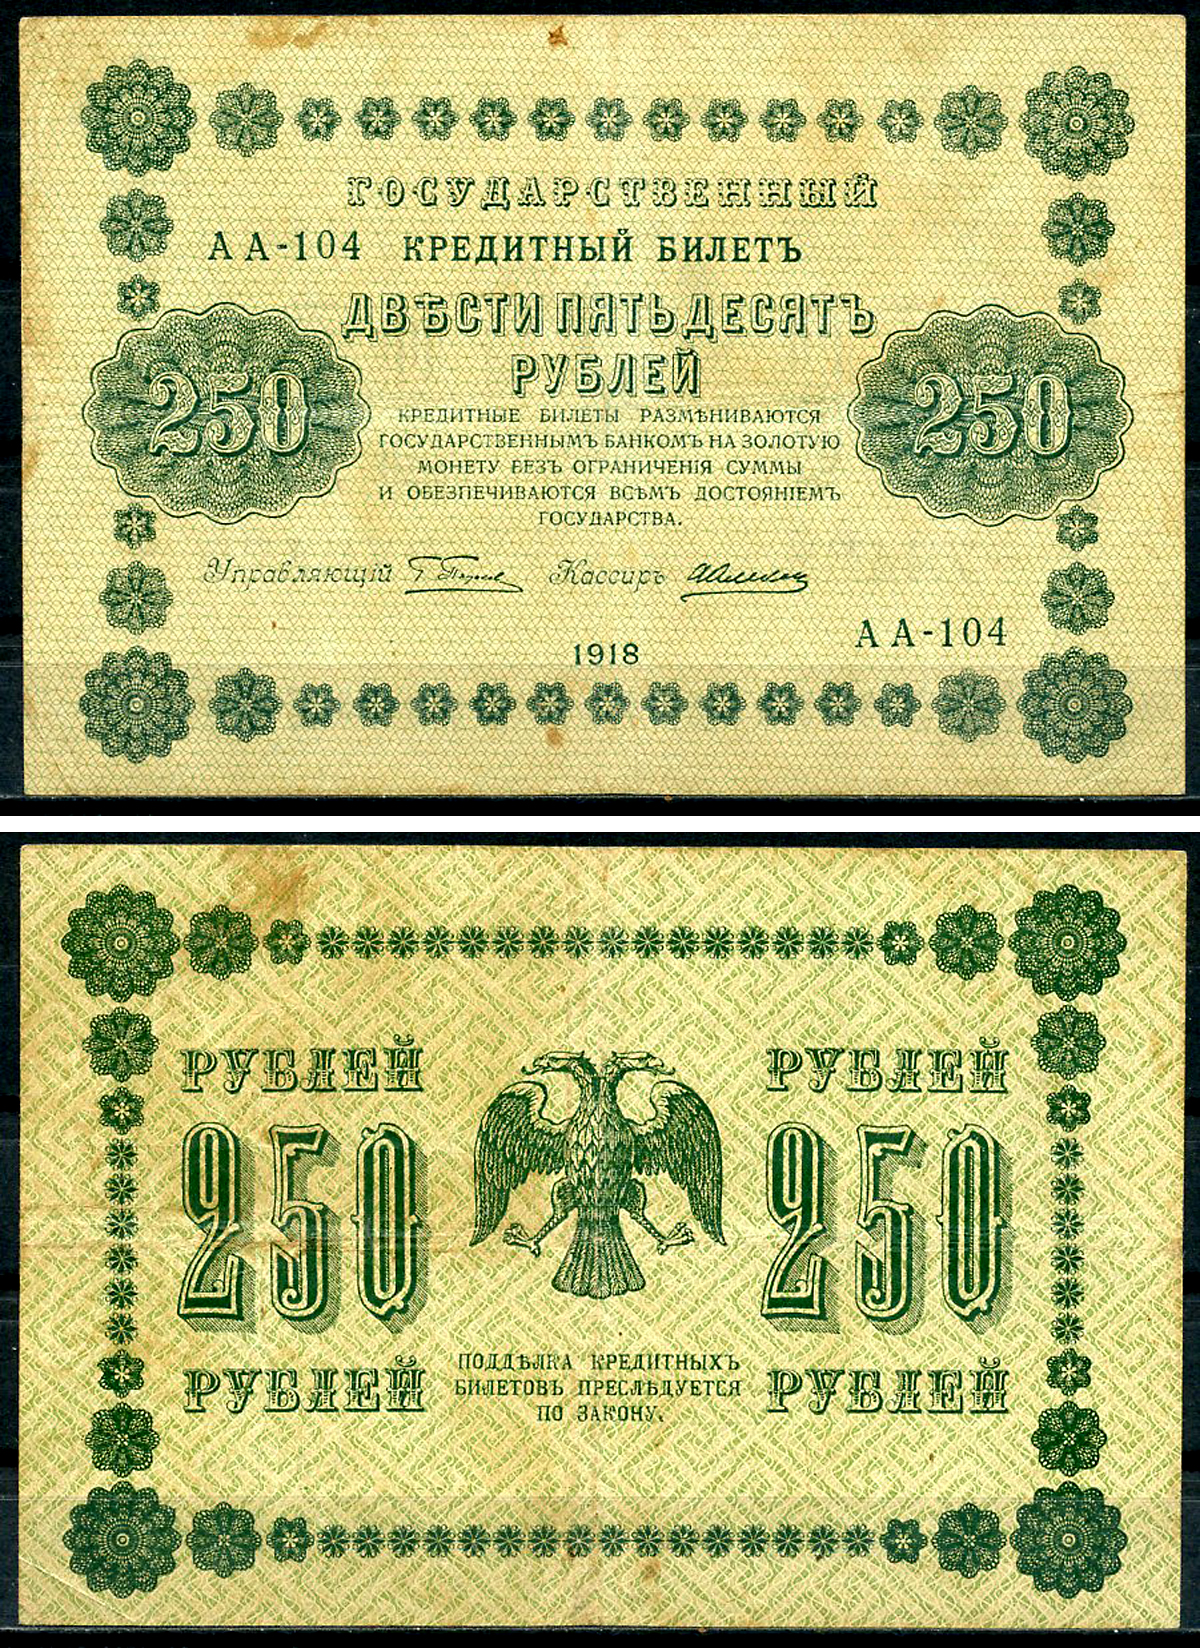 ГОСУДАРСТВЕННЫЙ
АА-104 КРЕДИТНЫЙ БИЛЕТЪ
ДВѢСТИ ПЯТЬДЕСЯТЪ
РУБЛЕЙ
250 250
КРЕДИТНЫЕ БИЛЕТЫ РАЗМѢНИВАЮТСЯ
ГОСУДАРСТВЕННЫМЪ БАНКОМЪ НА ЗОЛОТУЮ
МОНЕТУ БЕЗЪ ОГРАНИЧЕНІЯ СУММЫ
И ОБЕЗПЕЧИВАЮТСЯ ВСѢМЪ ДОСТОЯНІЕМЪ
ГОСУДАРСТВА.
Управляющій Кассиръ
АА-104
1918
РУБЛЕЙ РУБЛЕЙ
250 250
РУБЛЕЙ РУБЛЕЙ
ПОДДѢЛКА КРЕДИТНЫХЪ
БИЛЕТОВЪ ПРЕСЛѢДУЕТСЯ
ПО ЗАКОНУ.